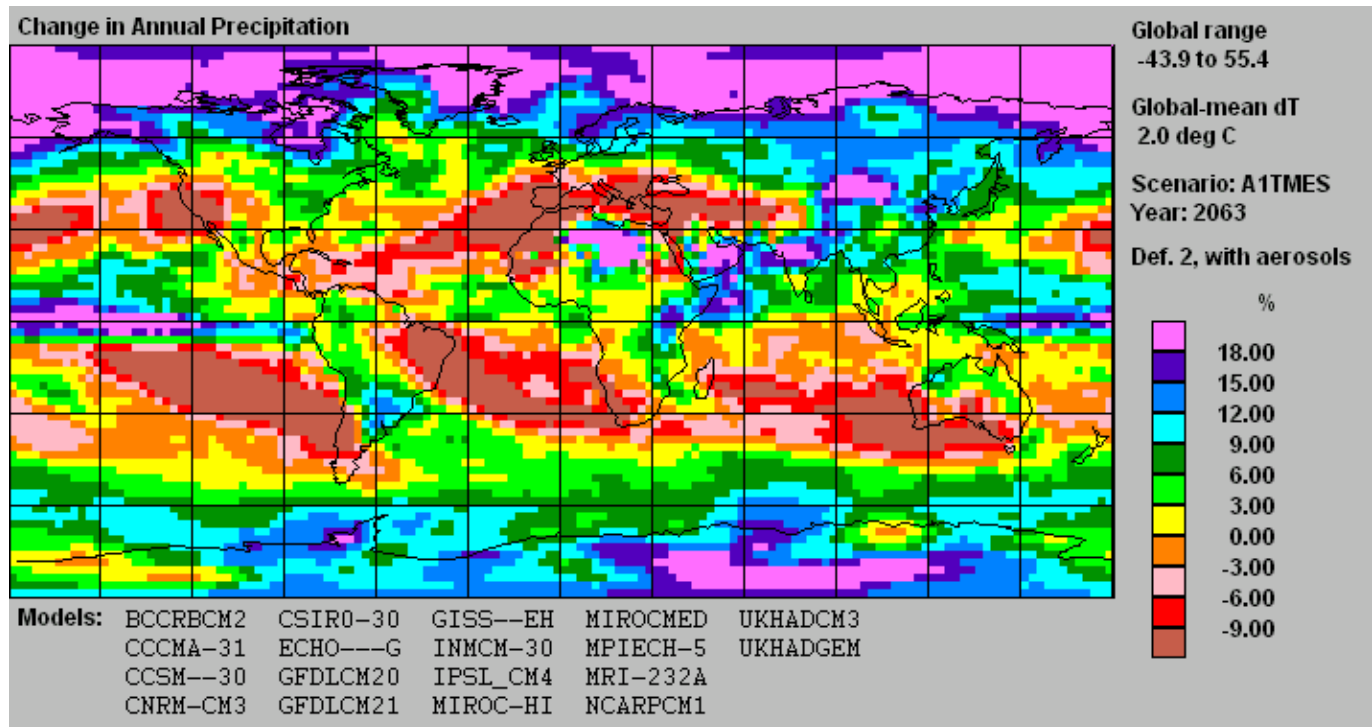 Change in Annual Precipitation
Global range
-43.9 to 55.4
Global-mean dT
2.0 deg C
Scenario: A1TMES
Year: 2063
Def. 2, with aerosols
%
18.00
15.00
12.00
9.00
6.00
3.00
0.00
-3.00
-6.00
-9.00
Models: BCCRBCM2 CSIR0-30 GISS--EH MIROCMED UKHADCM3
CCCMA-31 ECHO---G INMCM-30 MPIECH-5 UKHADGEM
CCSM--30 GFDLCM20 IPSL_CM4 MRI-232A
CNRM-CM3 GFDLCM21 MIROC-HI NCARPCM1